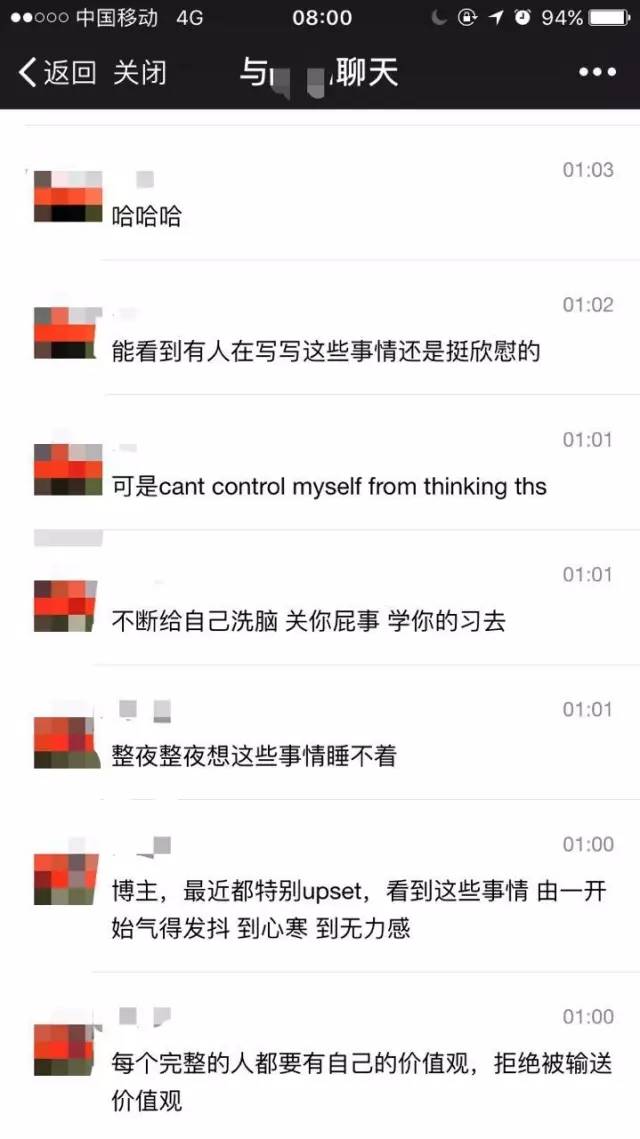 中国移动 4G 08:00 94%
返回 关闭 与 聊天
01:03
哈哈哈
01:02
能看到有人在写写这些事情还是挺欣慰的
01:01
可是cant control myself from thinking ths
01:01
不断给自己洗脑 关你屁事 学你的习去
01:01
整夜整夜想这些事情睡不着
01:00
博主，最近都特别upset，看到这些事情 由一开
始气得发抖 到心寒 到无力感
01:00
每个完整的人都要有自己的价值观，拒绝被输送
价值观